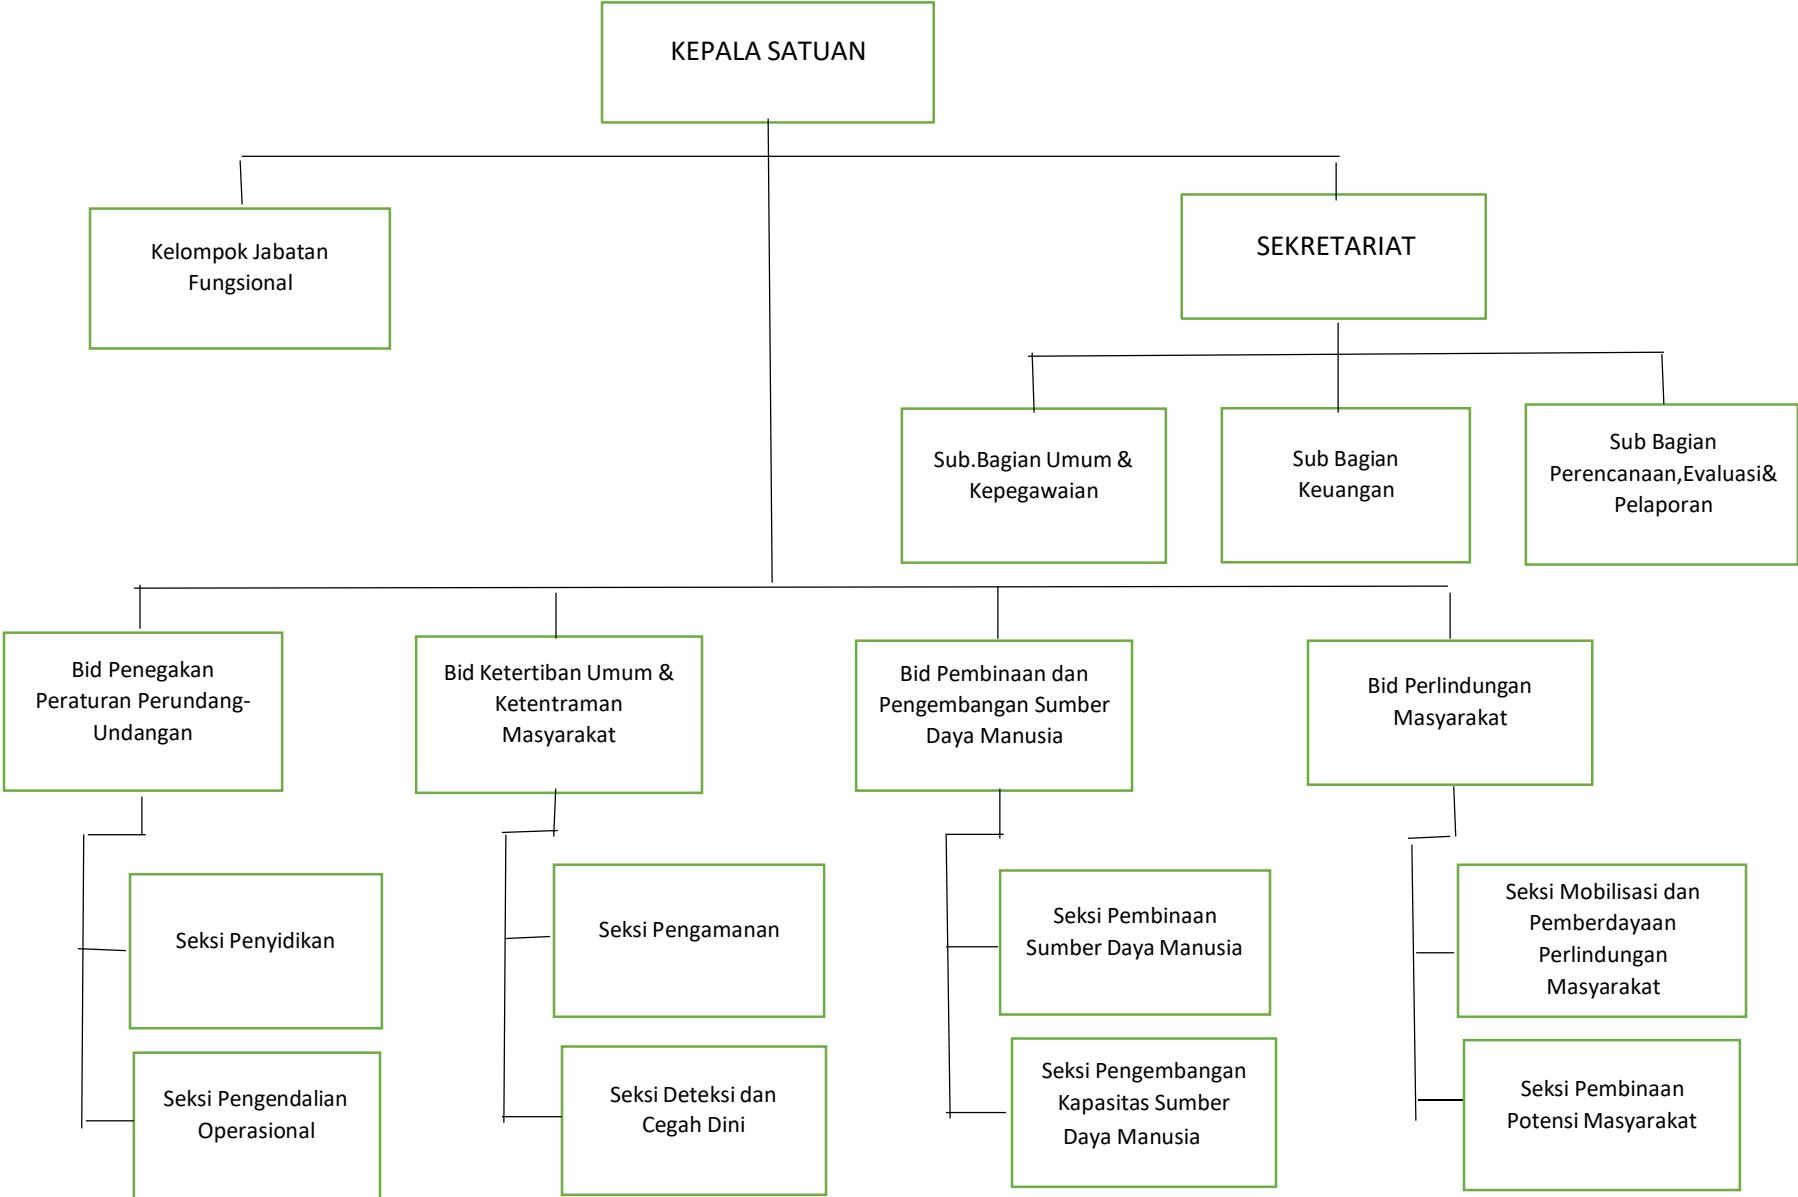 KEPALA SATUAN
Kelompok Jabatan
Fungsional
SEKRETARIAT
Sub.Bagian Umum &
Kepegawaian
Sub Bagian
Keuangan
Sub Bagian
Perencanaan,Evaluasi&
Pelaporan
Bid Penegakan
Peraturan Perundang-
Undangan
Bid Ketertiban Umum &
Ketentraman
Masyarakat
Bid Pembinaan dan
Pengembangan Sumber
Daya Manusia
Bid Perlindungan
Masyarakat
Seksi Penyidikan
Seksi Pengamanan
Seksi Pembinaan
Sumber Daya Manusia
Seksi Mobilisasi dan
Pemberdayaan
Perlindungan
Masyarakat
Seksi Pengendalian
Operasional
Seksi Deteksi dan
Cegah Dini
Seksi Pengembangan
Kapasitas Sumber
Daya Manusia
Seksi Pembinaan
Potensi Masyarakat